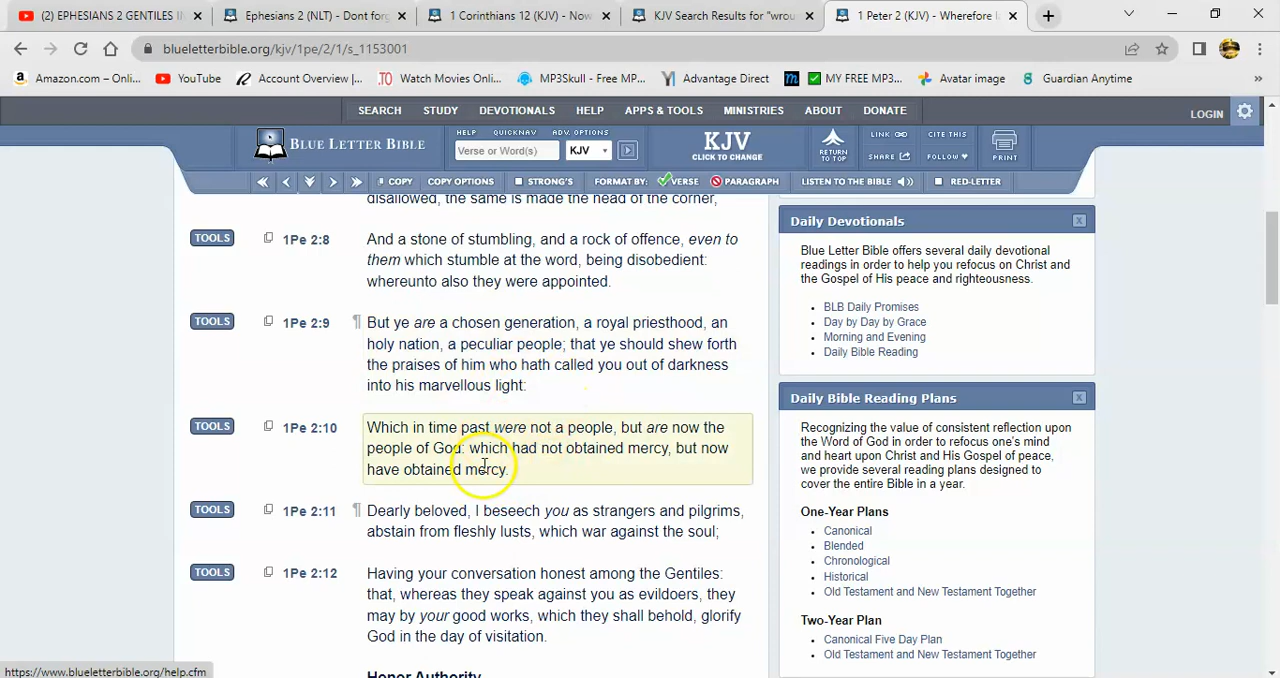 (2) EPHESIANS 2 GENTILES I
Ephesians 2 (NLT) - Dont for
1 Corinthians 12 (KJV) - Now
KJV Search Results for "wrou
1 Peter 2 (KJV) - Wherefore l
blueletterbible.org/kjv/1pe/2/1/s_1153001
Amazon.com – Onli...
YouTube
Account Overview |...
Watch Movies Onl...
MP3Skull - Free MP...
Advantage Direct
MY FREE MP3...
Avatar image
Guardian Anytime
»
SEARCH STUDY DEVOTIONALS HELP APPS & TOOLS MINISTRIES ABOUT DONATE
LOGIN
BLUE LETTER BIBLE
HELP QUICKNAV ADV. OPTIONS
Verse or Word(s)
KJV
KJV
CLICK TO CHANGE
RETURN
TO TOP
LINK
SHARE
CITE THIS
FOLLOW
PRINT
COPY COPY OPTIONS STRONG'S FORMAT BY: VERSE PARAGRAPH LISTEN TO THE BIBLE RED-LETTER
disallowed, the same is made the head of the corner,
TOOLS 1Pe 2:8 And a stone of stumbling, and a rock of offence, even to
them which stumble at the word, being disobedient:
whereunto also they were appointed.
TOOLS 1Pe 2:9 ¶ But ye are a chosen generation, a royal priesthood, an
holy nation, a peculiar people; that ye should shew forth
the praises of him who hath called you out of darkness
into his marvellous light:
TOOLS 1Pe 2:10 Which in time past were not a people, but are now the
people of God: which had not obtained mercy, but now
have obtained mercy.
TOOLS 1Pe 2:11 ¶ Dearly beloved, I beseech you as strangers and pilgrims,
abstain from fleshly lusts, which war against the soul;
TOOLS 1Pe 2:12 Having your conversation honest among the Gentiles:
that, whereas they speak against you as evildoers, they
may by your good works, which they shall behold, glorify
God in the day of visitation.
Honor Authority
Daily Devotionals
Blue Letter Bible offers several daily devotional
readings in order to help you refocus on Christ and
the Gospel of His peace and righteousness.
BLB Daily Promises
Day by Day by Grace
Morning and Evening
Daily Bible Reading
Daily Bible Reading Plans
Recognizing the value of consistent reflection upon
the Word of God in order to refocus one's mind
and heart upon Christ and His Gospel of peace,
we provide several reading plans designed to
cover the entire Bible in a year.
One-Year Plans
Canonical
Blended
Chronological
Historical
Old Testament and New Testament Together
Two-Year Plan
Canonical Five Day Plan
Old Testament and New Testament Together
https://www.blueletterbible.org/help.cfm